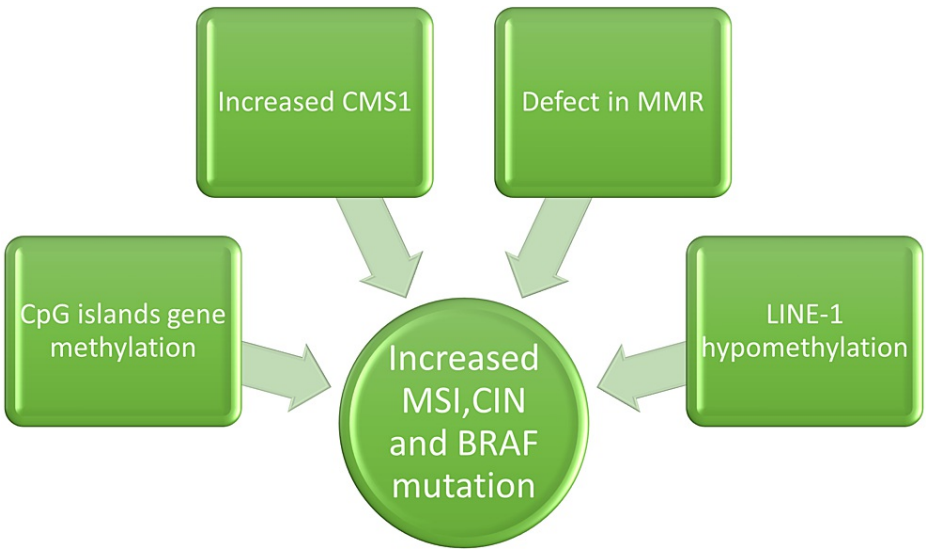 Increased CMS1
Defect in MMR
CpG islands gene
methylation
LINE-1
hypomethylation
Increased
MSI,CIN
and BRAF
mutation